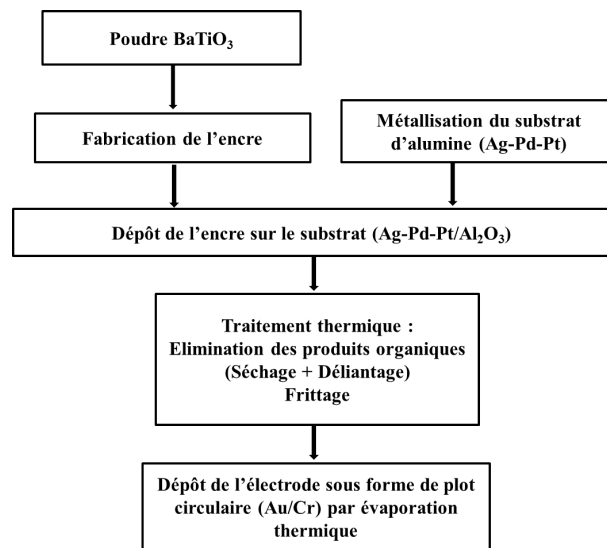 Poudre BaTiO₃
Fabrication de l’encre
Métallisation du substrat
d’alumine (Ag-Pd-Pt)
Dépôt de l’encre sur le substrat (Ag-Pd-Pt/Al₂O₃)
Traitement thermique :
Elimination des produits organiques
(Séchage + Déliantage)
Frittage
Dépôt de l’électrode sous forme de plot
circulaire (Au/Cr) par évaporation
thermique